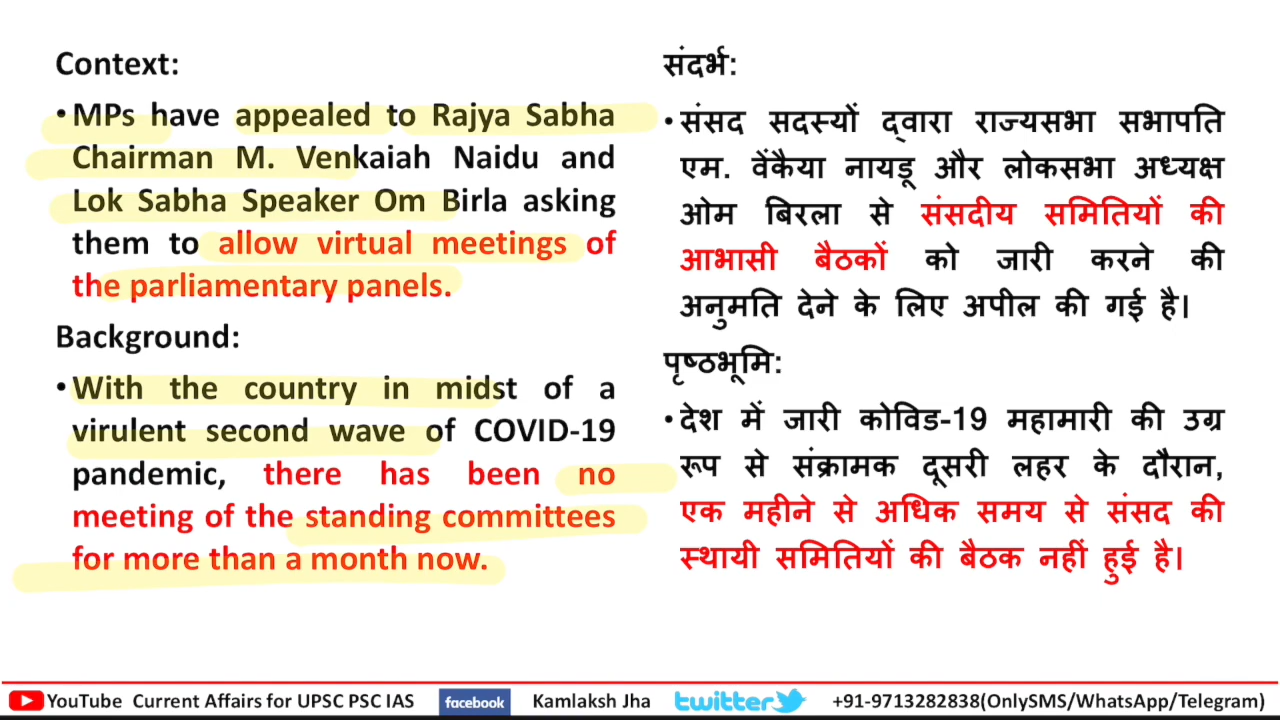 Context:
• MPs have appealed to Rajya Sabha
Chairman M. Venkaiah Naidu and
Lok Sabha Speaker Om Birla asking
them to allow virtual meetings of
the parliamentary panels.
Background:
• With the country in midst of a
virulent second wave of COVID-19
pandemic, there has been no
meeting of the standing committees
for more than a month now.
संदर्भ:
• संसद सदस्यों द्वारा राज्यसभा सभापति
एम. वेंकैया नायडू और लोकसभा अध्यक्ष
ओम बिरला से संसदीय समितियों की
आभासी बैठकों को जारी करने की
अनुमति देने के लिए अपील की गई है।
पृष्ठभूमि:
• देश में जारी कोविड-19 महामारी की उग्र
रूप से संक्रामक दूसरी लहर के दौरान,
एक महीने से अधिक समय से संसद की
स्थायी समितियों की बैठक नहीं हुई है।
YouTube Current Affairs for UPSC PSC IAS facebook Kamlaksh Jha twitter +91-9713282838(OnlySMS/WhatsApp/Telegram)